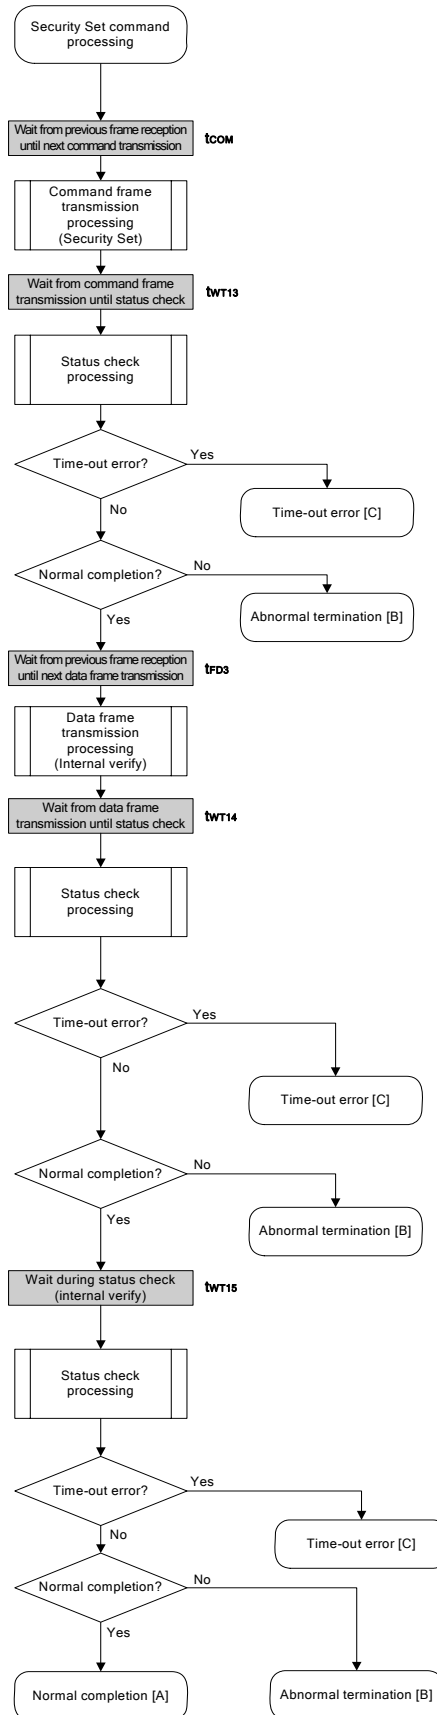 Security Set command
processing
Wait from previous frame reception
until next command transmission
tCOM
Command frame
transmission
processing
(Security Set)
Wait from command frame
transmission until status check
tWT13
Status check
processing
Time-out error?
Yes
No
Time-out error [C]
Normal completion?
No
Yes
Abnormal termination [B]
Wait from previous frame reception
until next data frame transmission
tFD3
Data frame
transmission
processing
(Internal verify)
Wait from data frame
transmission until status check
tWT14
Status check
processing
Time-out error?
Yes
No
Time-out error [C]
Normal completion?
No
Yes
Abnormal termination [B]
Wait during status check
(internal verify)
tWT15
Status check
processing
Time-out error?
Yes
No
Time-out error [C]
Normal completion?
No
Yes
Normal completion [A]
Abnormal termination [B]